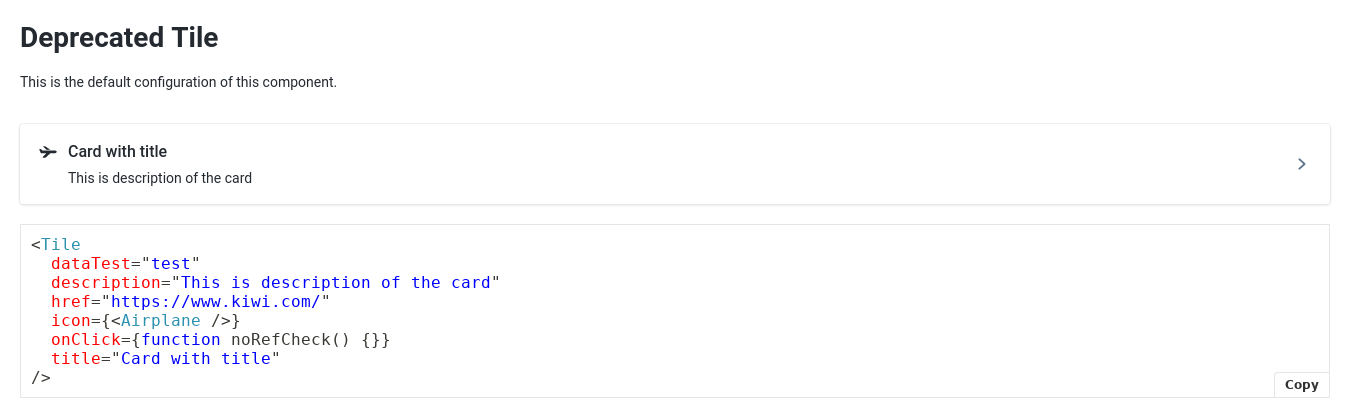 Deprecated Tile
This is the default configuration of this component.
Card with title
This is description of the card
<Tile
  dataTest="test"
  description="This is description of the card"
  href="https://www.kiwi.com/"
  icon={<Airplane />}
  onClick={function noRefCheck() {}}
  title="Card with title"
/>
Copy